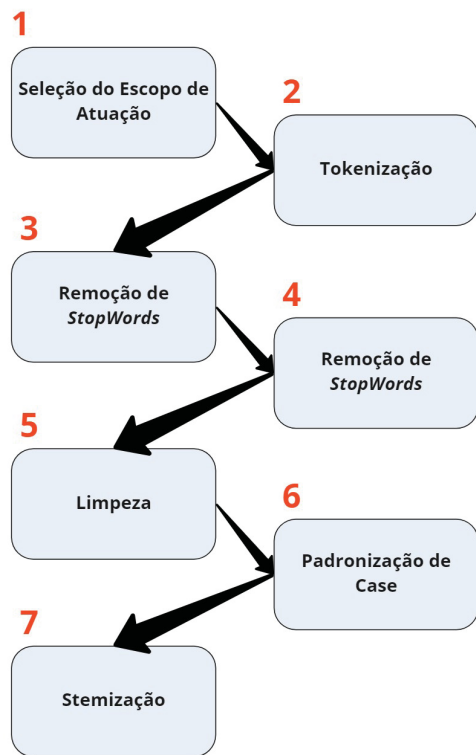 1
Seleção do Escopo de
Atuação
2
Tokenização
3
Remoção de
StopWords
4
Remoção de
StopWords
5
Limpeza
6
Padronização de
Case
7
Stemização